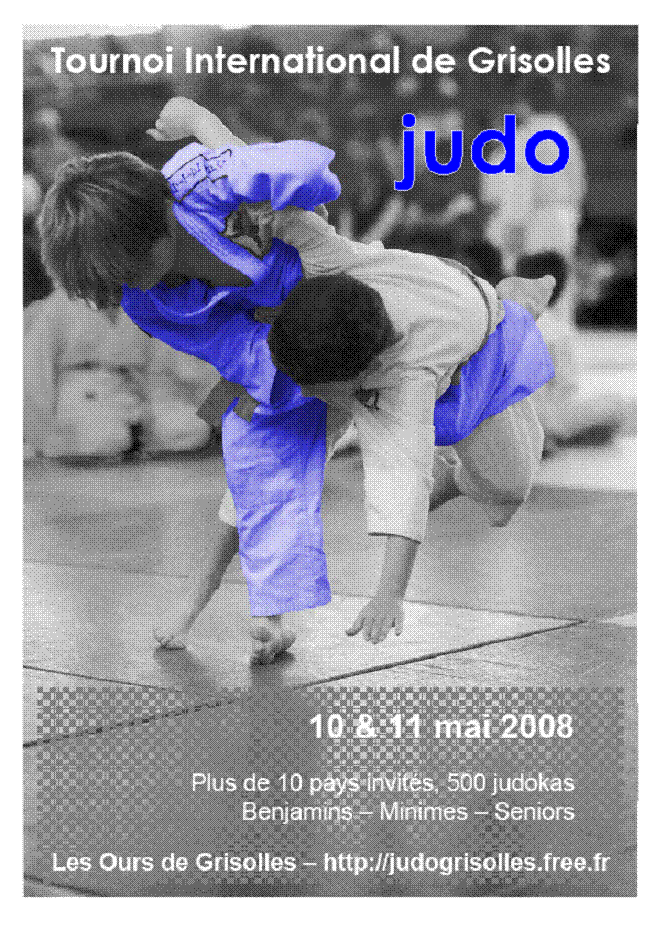 Tournoi International de Grisolles
judo
10 & 11 mai 2008
Plus de 10 pays invités, 500 judokas
Benjamins – Minimes – Seniors
Les Ours de Grisolles – http://judogrisolles.free.fr